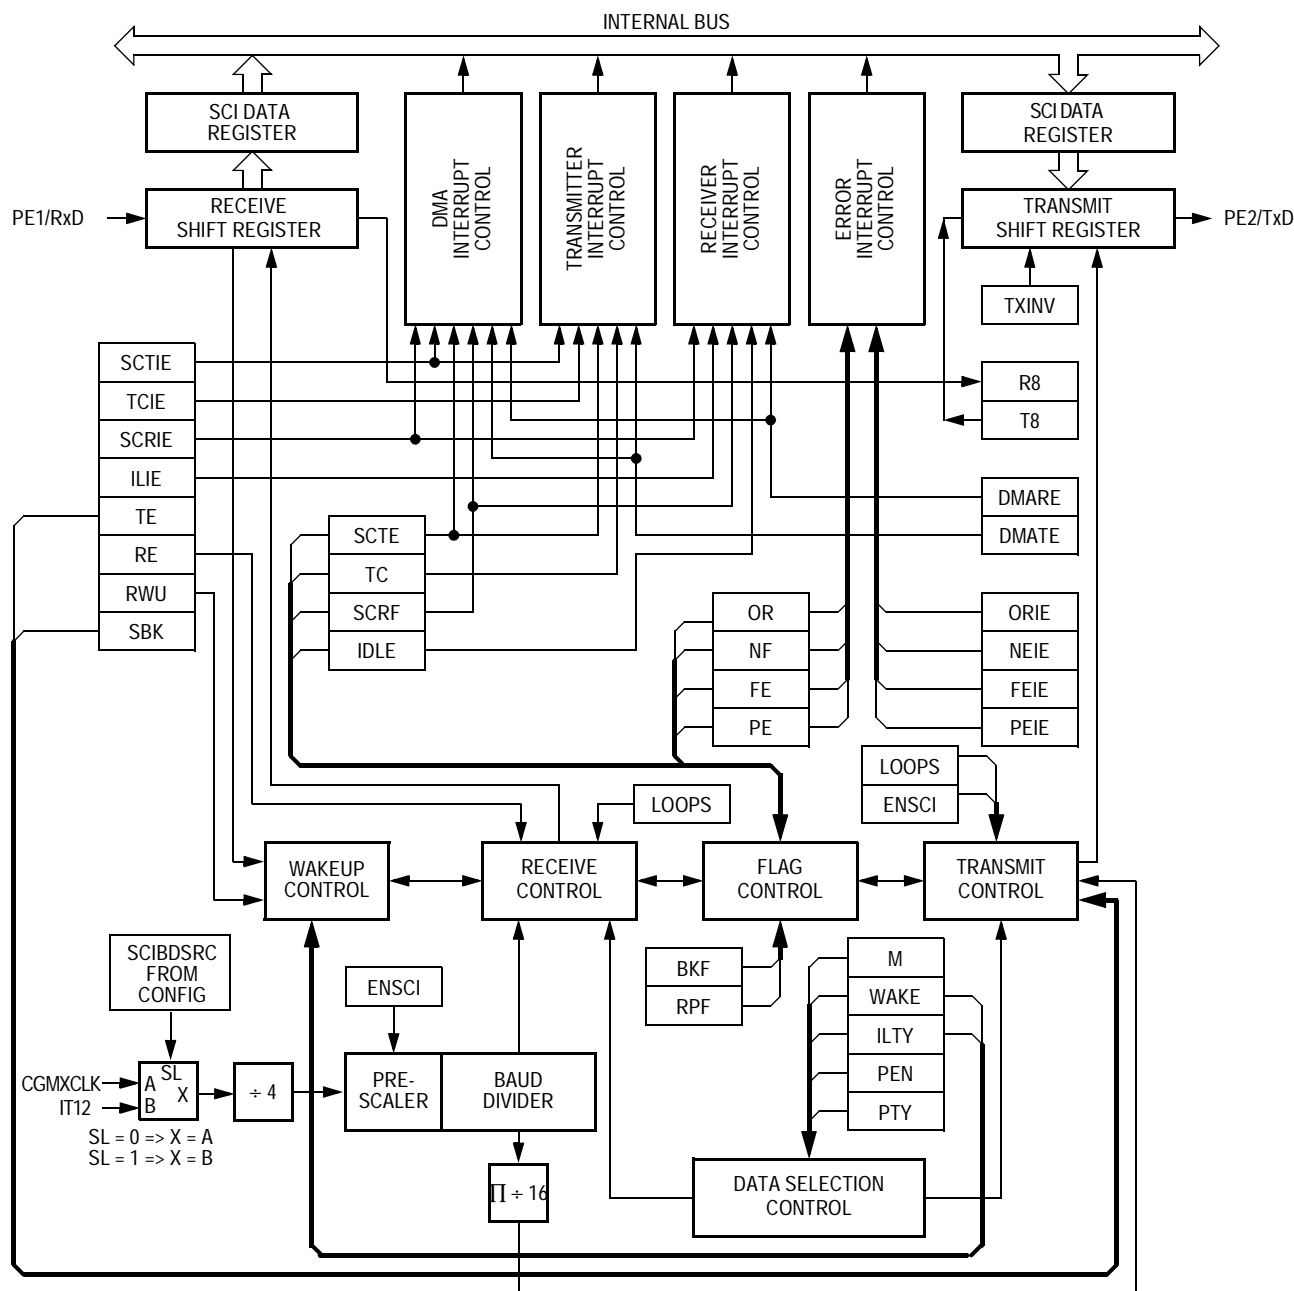 INTERNAL BUS
SCI DATA
REGISTER
DMA
INTERRUPT
CONTROL
TRANSMITTER
INTERRUPT
CONTROL
RECEIVER
INTERRUPT
CONTROL
ERROR
INTERRUPT
CONTROL
SCI DATA
REGISTER
PE1/RxD
RECEIVE
SHIFT REGISTER
TRANSMIT
SHIFT REGISTER
PE2/TxD
TXINV
SCTIE
TCIE
SCRIE
ILIE
TE
RE
RWU
SBK
R8
T8
DMARE
DMATE
SCTE
TC
SCRF
IDLE
OR
NF
FE
PE
ORIE
NEIE
FEIE
PEIE
LOOPS
LOOPS
ENSCI
WAKEUP
CONTROL
RECEIVE
CONTROL
FLAG
CONTROL
TRANSMIT
CONTROL
SCIBDSRC
FROM
CONFIG
ENSCI
BKF
RPF
M
WAKE
ILTY
PEN
PTY
CGMXCLK
IT12
SL
A
X
B
÷ 4
PRE-
SCALER
BAUD
DIVIDER
SL = 0 => X = A
SL = 1 => X = B
∏ ÷ 16
DATA SELECTION
CONTROL